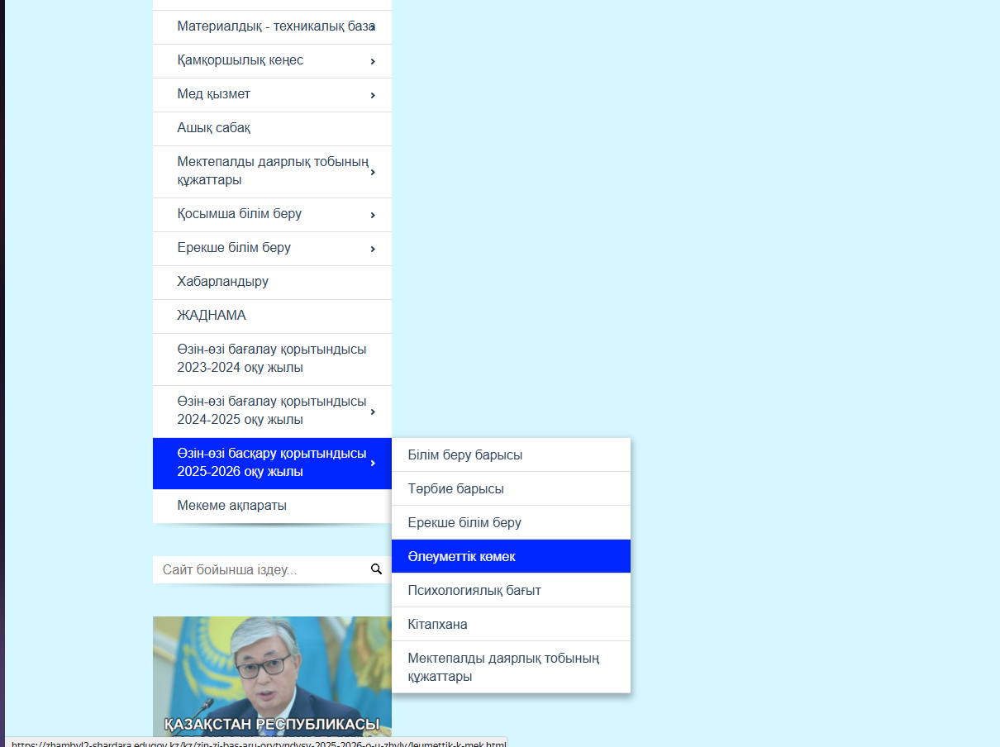 Материалдық - техникалық база
Қамқоршылық кеңес
Мед қызмет
Ашық сабақ
Мектепалды даярлық тобының
құжаттары
Қосымша білім беру
Ерекше білім беру
Хабарландыру
ЖАДНАМА
Өзін-өзі бағалау қорытындысы
2023-2024 оқу жылы
Өзін-өзі бағалау қорытындысы
2024-2025 оқу жылы
Өзін-өзі басқару қорытындысы
2025-2026 оқу жылы
Білім беру барысы
Тәрбие барысы
Ерекше білім беру
Әлеуметтік көмек
Психологиялық бағыт
Кітапхана
Мектепалды даярлық тобының
құжаттары
Мекеме ақпараты
Сайт бойынша іздеу...
ҚАЗАҚСТАН РЕСПУБЛИКАСЫ
https://zhambyl2-shardara.edugov.kz/kz/zin-zi-bas-aru-orytyndysy-2025-2026-o-u-zhyly/leumettik-k-mek.html